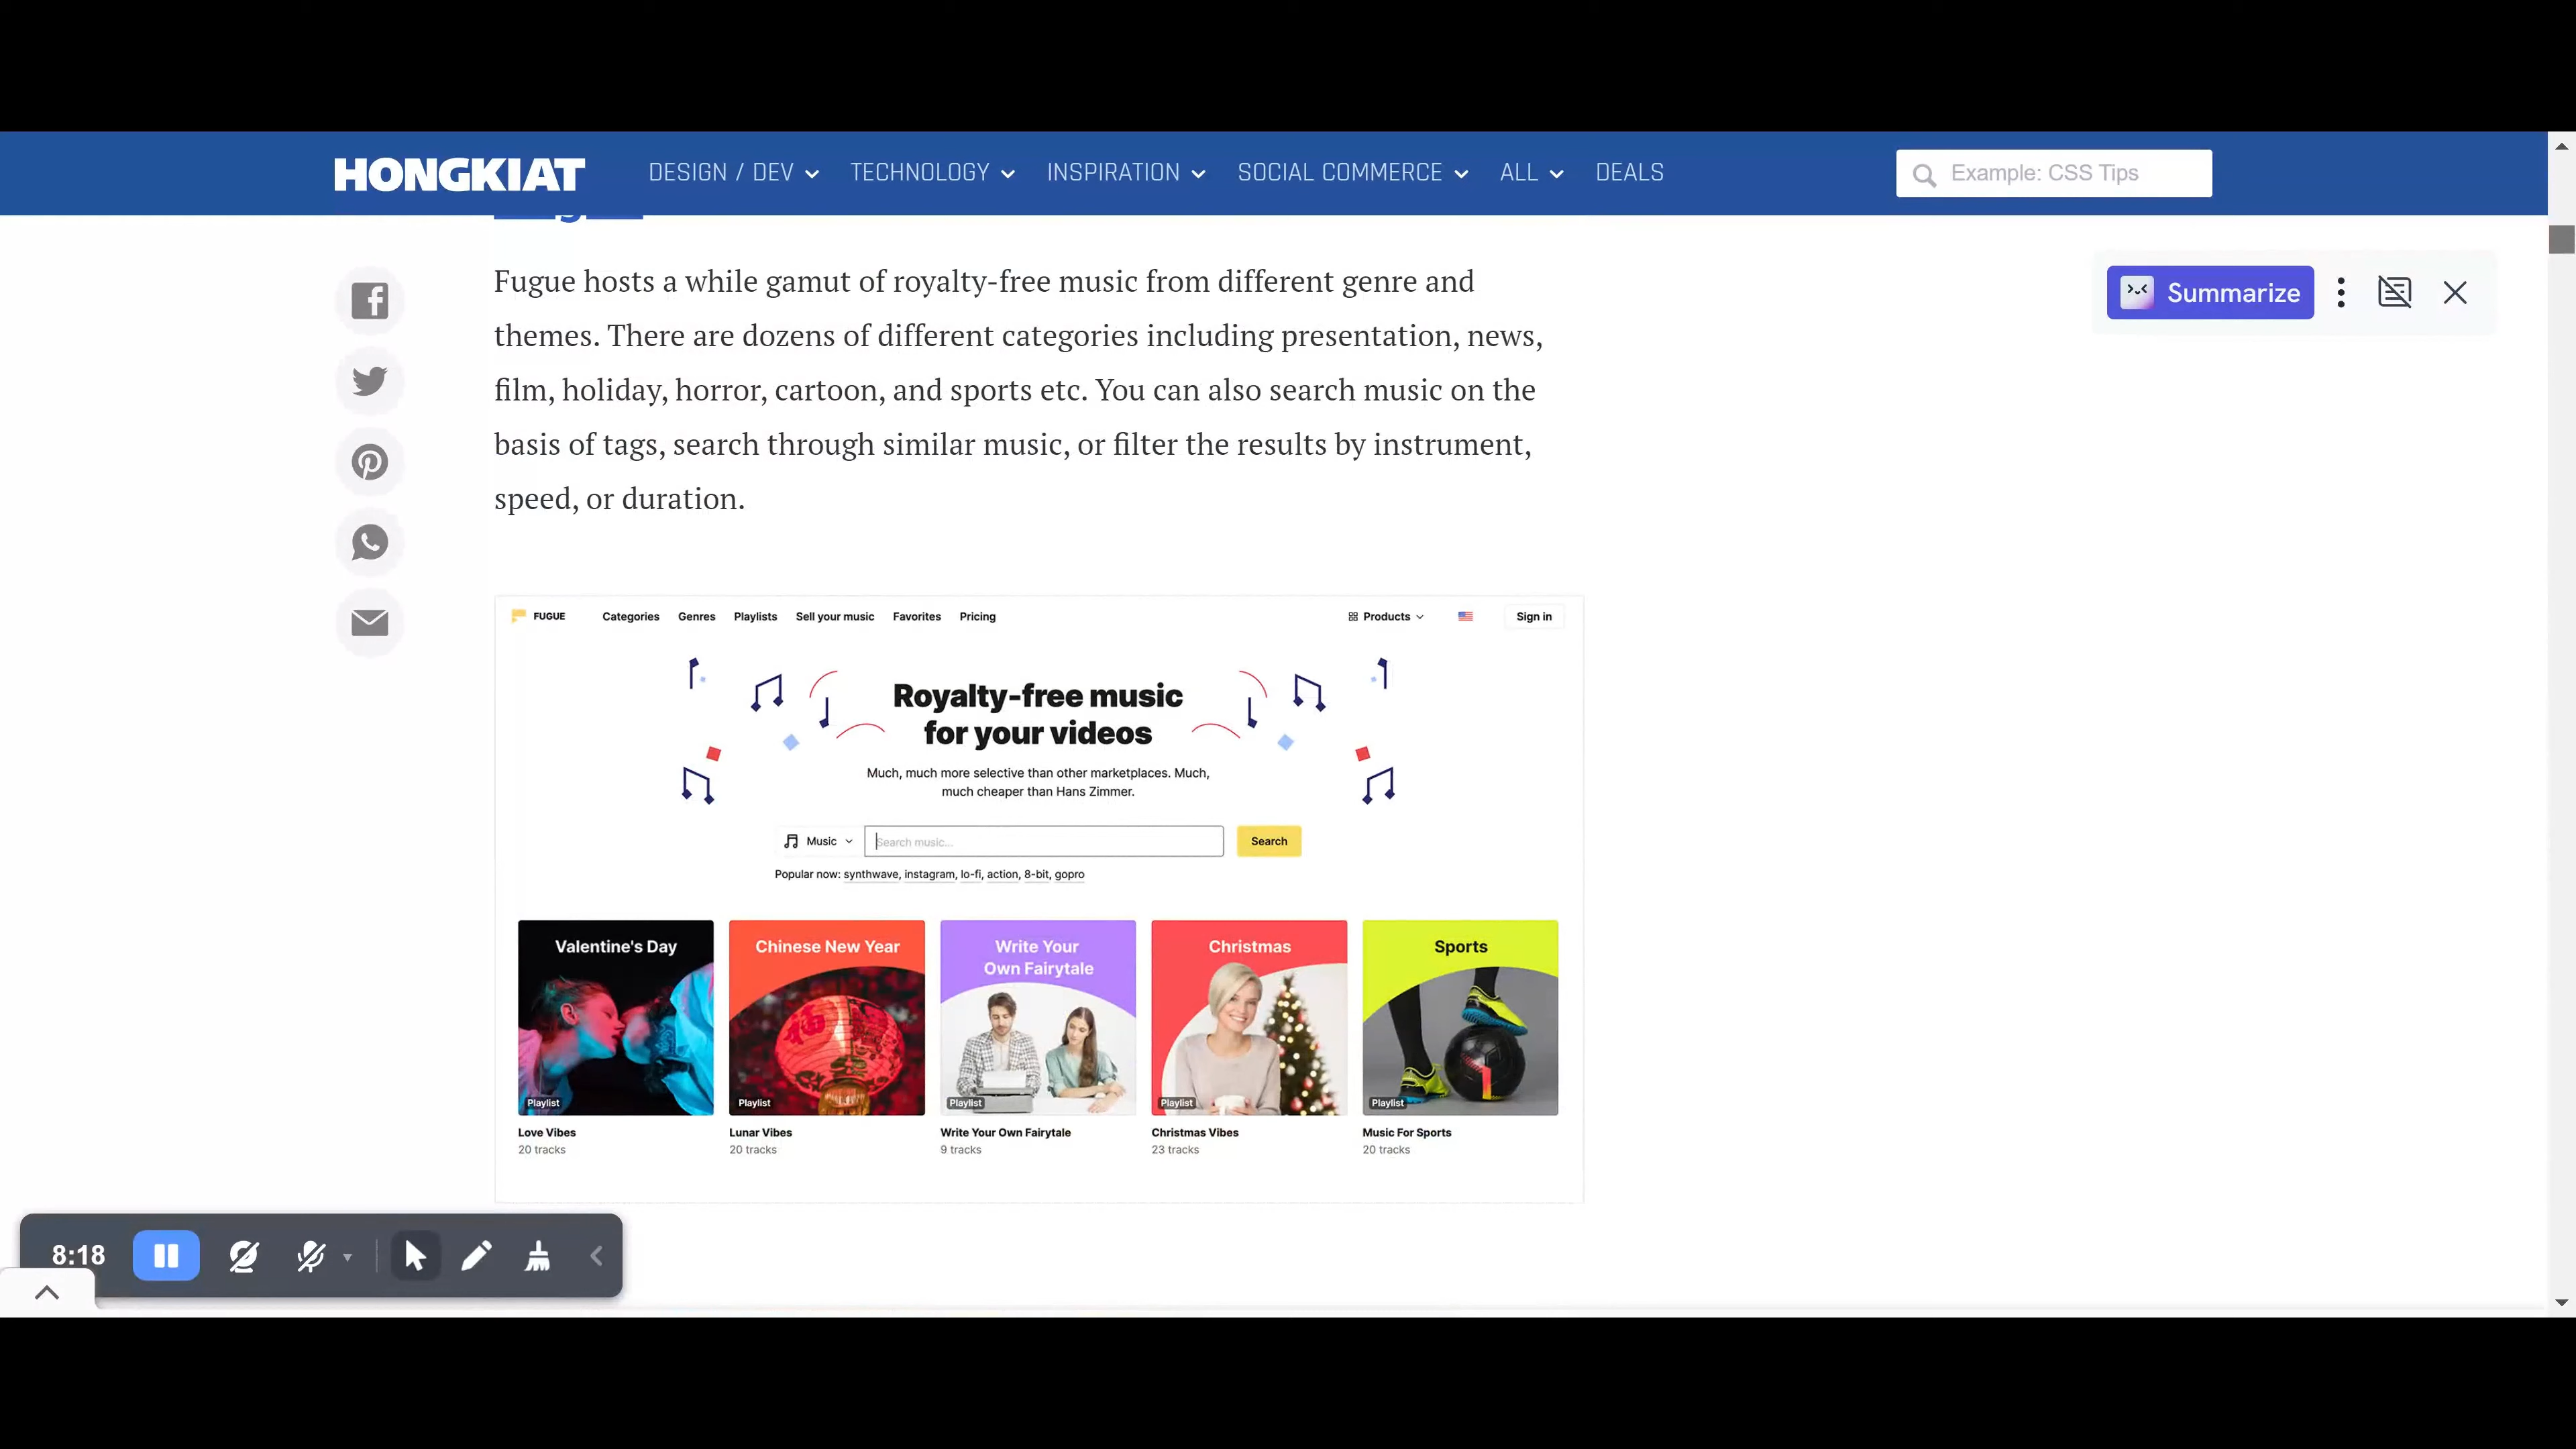 HONGKIAT
DESIGN / DEV
TECHNOLOGY
INSPIRATION
SOCIAL COMMERCE
ALL
DEALS
Example: CSS Tips
Summarize
Fugue hosts a while gamut of royalty-free music from different genre and
themes. There are dozens of different categories including presentation, news,
film, holiday, horror, cartoon, and sports etc. You can also search music on the
basis of tags, search through similar music, or filter the results by instrument,
speed, or duration.
FUGUE
Categories
Genres
Playlists
Sell your music
Favorites
Pricing
Products
Sign in
Royalty-free music
for your videos
Much, much more selective than other marketplaces. Much,
much cheaper than Hans Zimmer.
Music
Search music...
Search
Popular now: synthwave, instagram, lo-fi, action, 8-bit, gopro
Valentine's Day
Playlist
Love Vibes
20 tracks
Chinese New Year
Playlist
Lunar Vibes
20 tracks
Write Your
Own Fairytale
Playlist
Write Your Own Fairytale
9 tracks
Christmas
Playlist
Christmas Vibes
23 tracks
Sports
Playlist
Music For Sports
20 tracks
8:18